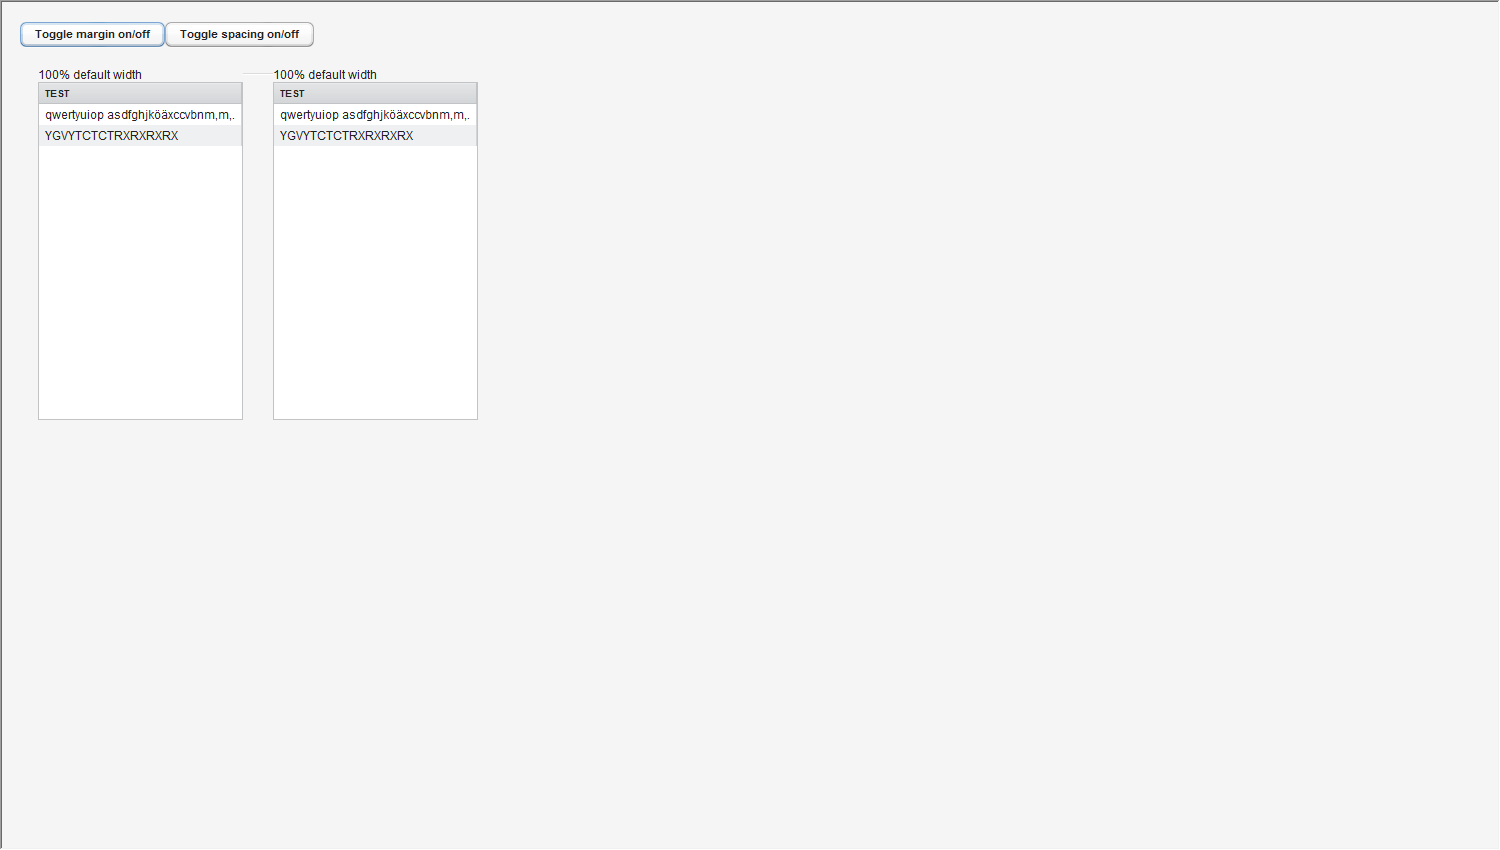 Toggle margin on/off Toggle spacing on/off
100% default width 100% default width
TEST TEST
qwertyuiop asdfghjköäxccvbnm,m,. qwertyuiop asdfghjköäxccvbnm,m,.
YGVYTCTCTRXRXRXRX YGVYTCTCTRXRXRXRX